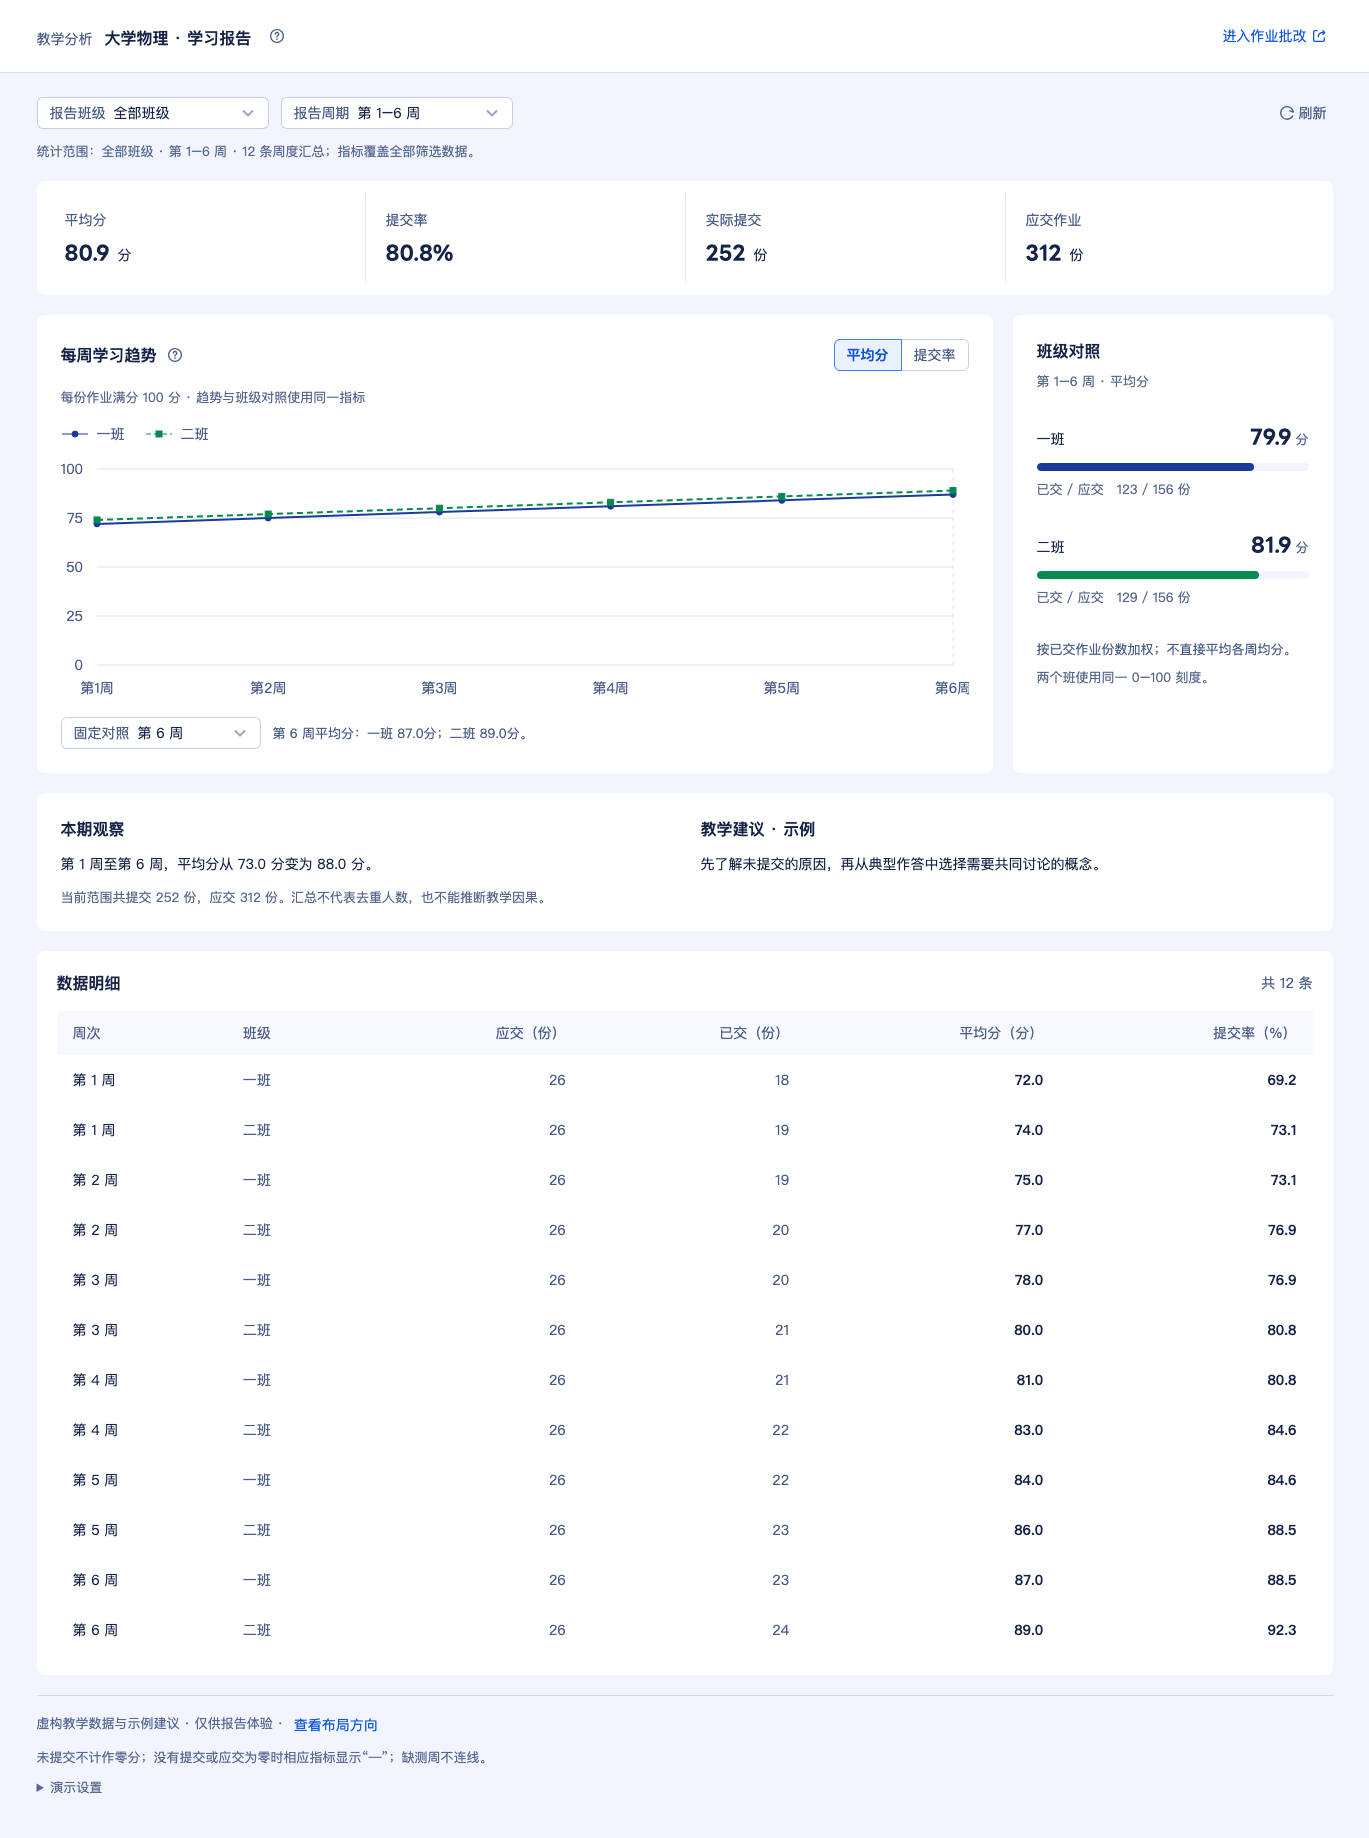 教学分析 大学物理 · 学习报告
进入作业批改
报告班级 全部班级
报告周期 第 1—6 周
刷新
统计范围：全部班级 · 第 1—6 周 · 12 条周度汇总；指标覆盖全部筛选数据。
平均分
80.9 分
提交率
80.8%
实际提交
252 份
应交作业
312 份
每周学习趋势
平均分 提交率
每份作业满分 100 分 · 趋势与班级对照使用同一指标
一班 二班
100
75
50
25
0
第1周 第2周 第3周 第4周 第5周 第6周
固定对照 第 6 周
第 6 周平均分：一班 87.0分；二班 89.0分。
班级对照
第 1—6 周 · 平均分
一班 79.9 分
已交 / 应交 123 / 156 份
二班 81.9 分
已交 / 应交 129 / 156 份
按已交作业份数加权；不直接平均各周均分。
两个班使用同一 0—100 刻度。
本期观察
第 1 周至第 6 周，平均分从 73.0 分变为 88.0 分。
当前范围共提交 252 份，应交 312 份。汇总不代表去重人数，也不能推断教学因果。
教学建议 · 示例
先了解未提交的原因，再从典型作答中选择需要共同讨论的概念。
数据明细
共 12 条
周次 班级 应交（份） 已交（份） 平均分（分） 提交率（%）
第 1 周 一班 26 18 72.0 69.2
第 1 周 二班 26 19 74.0 73.1
第 2 周 一班 26 19 75.0 73.1
第 2 周 二班 26 20 77.0 76.9
第 3 周 一班 26 20 78.0 76.9
第 3 周 二班 26 21 80.0 80.8
第 4 周 一班 26 21 81.0 80.8
第 4 周 二班 26 22 83.0 84.6
第 5 周 一班 26 22 84.0 84.6
第 5 周 二班 26 23 86.0 88.5
第 6 周 一班 26 23 87.0 88.5
第 6 周 二班 26 24 89.0 92.3
虚构教学数据与示例建议 · 仅供报告体验 · 查看布局方向
未提交不计作零分；没有提交或应交为零时相应指标显示“—”；缺测周不连线。
演示设置